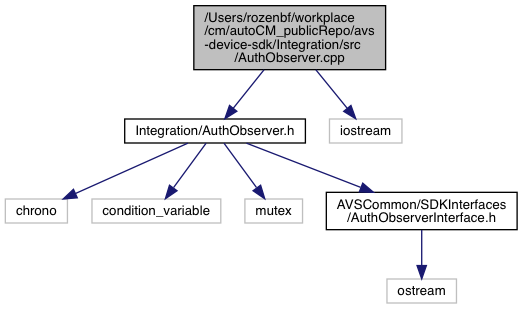 /Users/rozenbf/workplace
/cm/autoCM_publicRepo/avs
-device-sdk/Integration/src
/AuthObserver.cpp
Integration/AuthObserver.h
iostream
chrono
condition_variable
mutex
AVSCommon/SDKInterfaces
/AuthObserverInterface.h
ostream